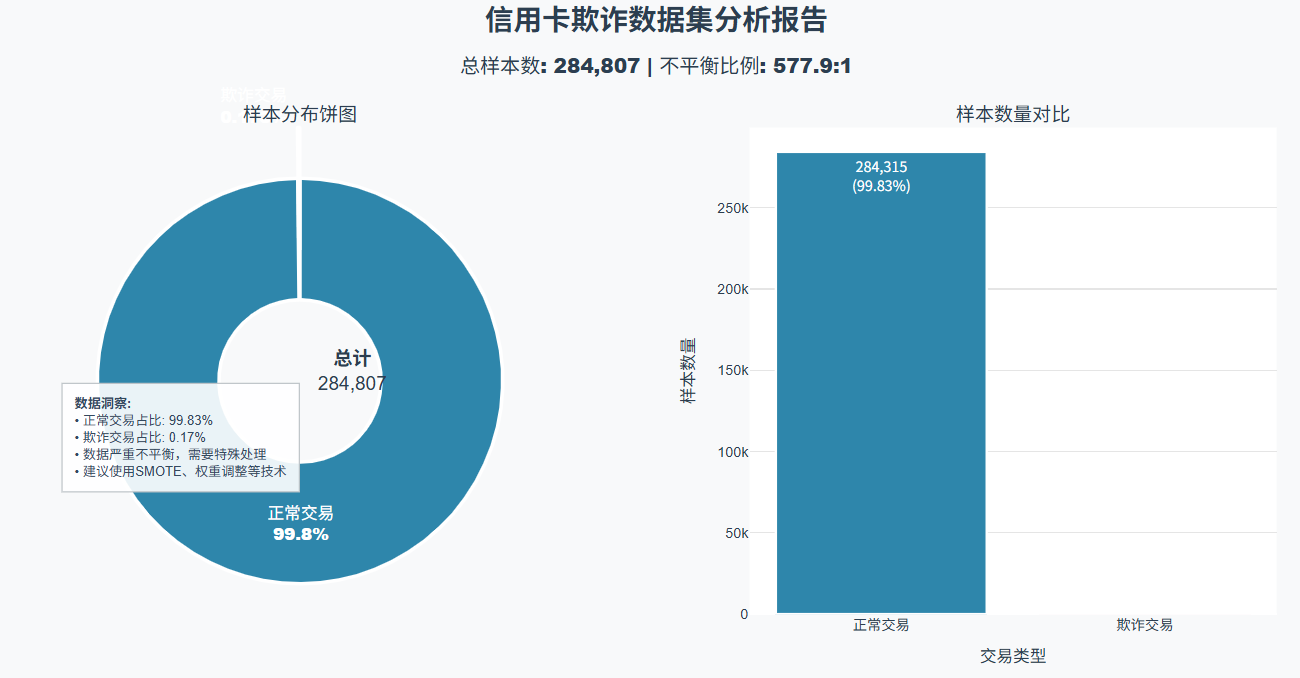 信用卡欺诈数据集分析报告
总样本数: 284,807 | 不平衡比例: 577.9:1
欺诈交易
0.
样本分布饼图
总计
284,807
数据洞察:
• 正常交易占比: 99.83%
• 欺诈交易占比: 0.17%
• 数据严重不平衡，需要特殊处理
• 建议使用SMOTE、权重调整等技术
正常交易
99.8%
样本数量对比
284,315
(99.83%)
250k
200k
150k
100k
50k
0
样本数量
正常交易
欺诈交易
交易类型